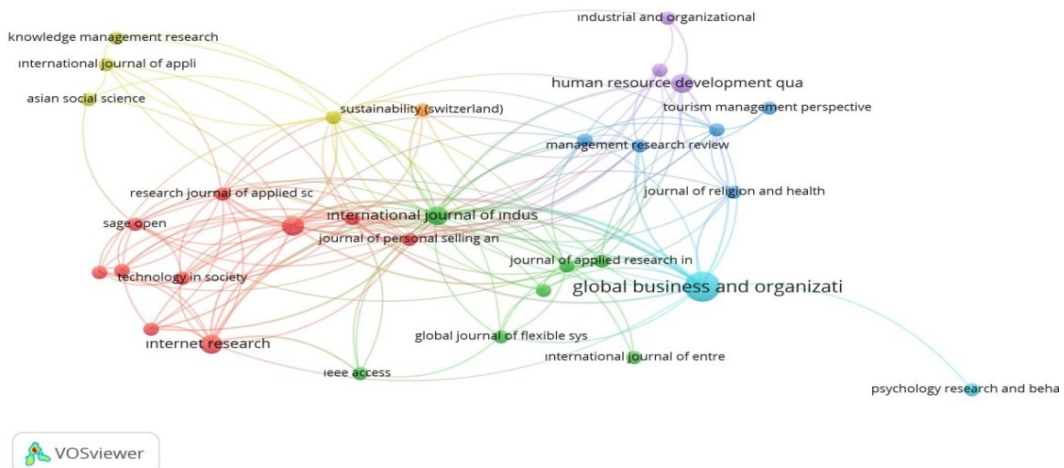 industrial and organizational
knowledge management research
international journal of appli
human resource development qua
asian social science
sustainability (switzerland)
tourism management perspective
management research review
research journal of applied sc
journal of religion and health
international journal of indus
sage open
journal of personal selling an
journal of applied research in
technology in society
global business and organizati
global journal of flexible sys
internet research
international journal of entre
ieee access
psychology research and beha
VOSviewer